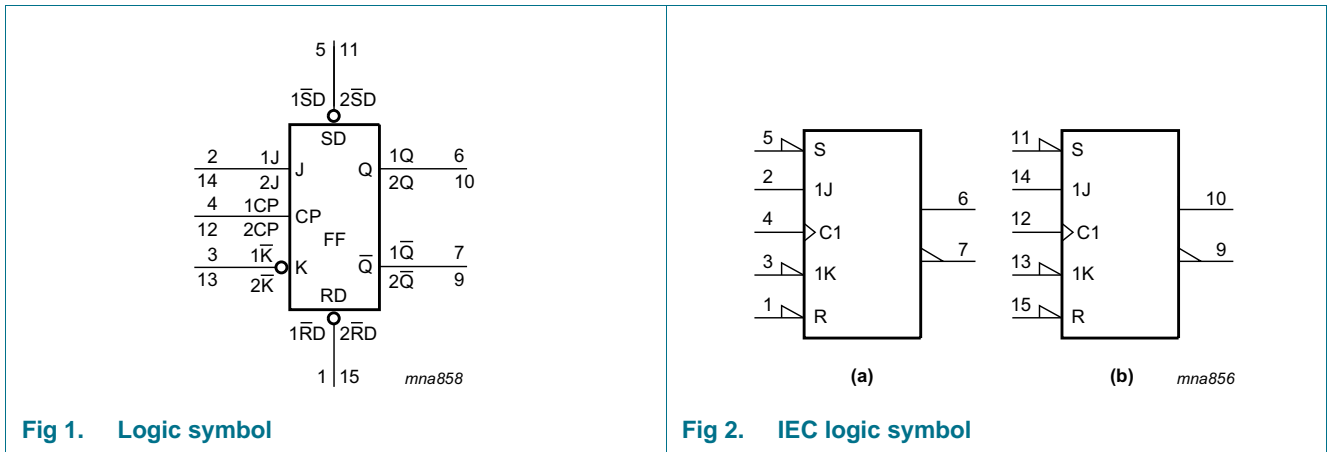 5 11
1S̅D 2S̅D
SD
2 1J J Q 1Q 6
14 2J 2Q 10
4 1CP CP
12 2CP
FF
3 1K̅ K Q̅ 1Q̅ 7
13 2K̅ 2Q̅ 9
RD
1R̅D 2R̅D
1 15 mna858
Fig 1. Logic symbol
5 S
2 1J
6
4 C1
7
3 1K
1 R
(a)
11 S
14 1J
10
12 C1
9
13 1K
15 R
(b) mna856
Fig 2. IEC logic symbol